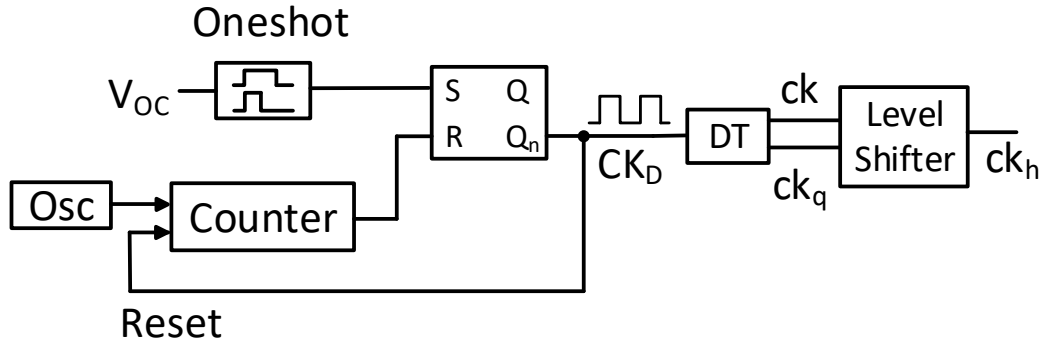 Oneshot
V_OC
S Q
R Q_n
CK_D
DT
ck
ck_q
Level
Shifter
ck_h
Osc
Counter
Reset